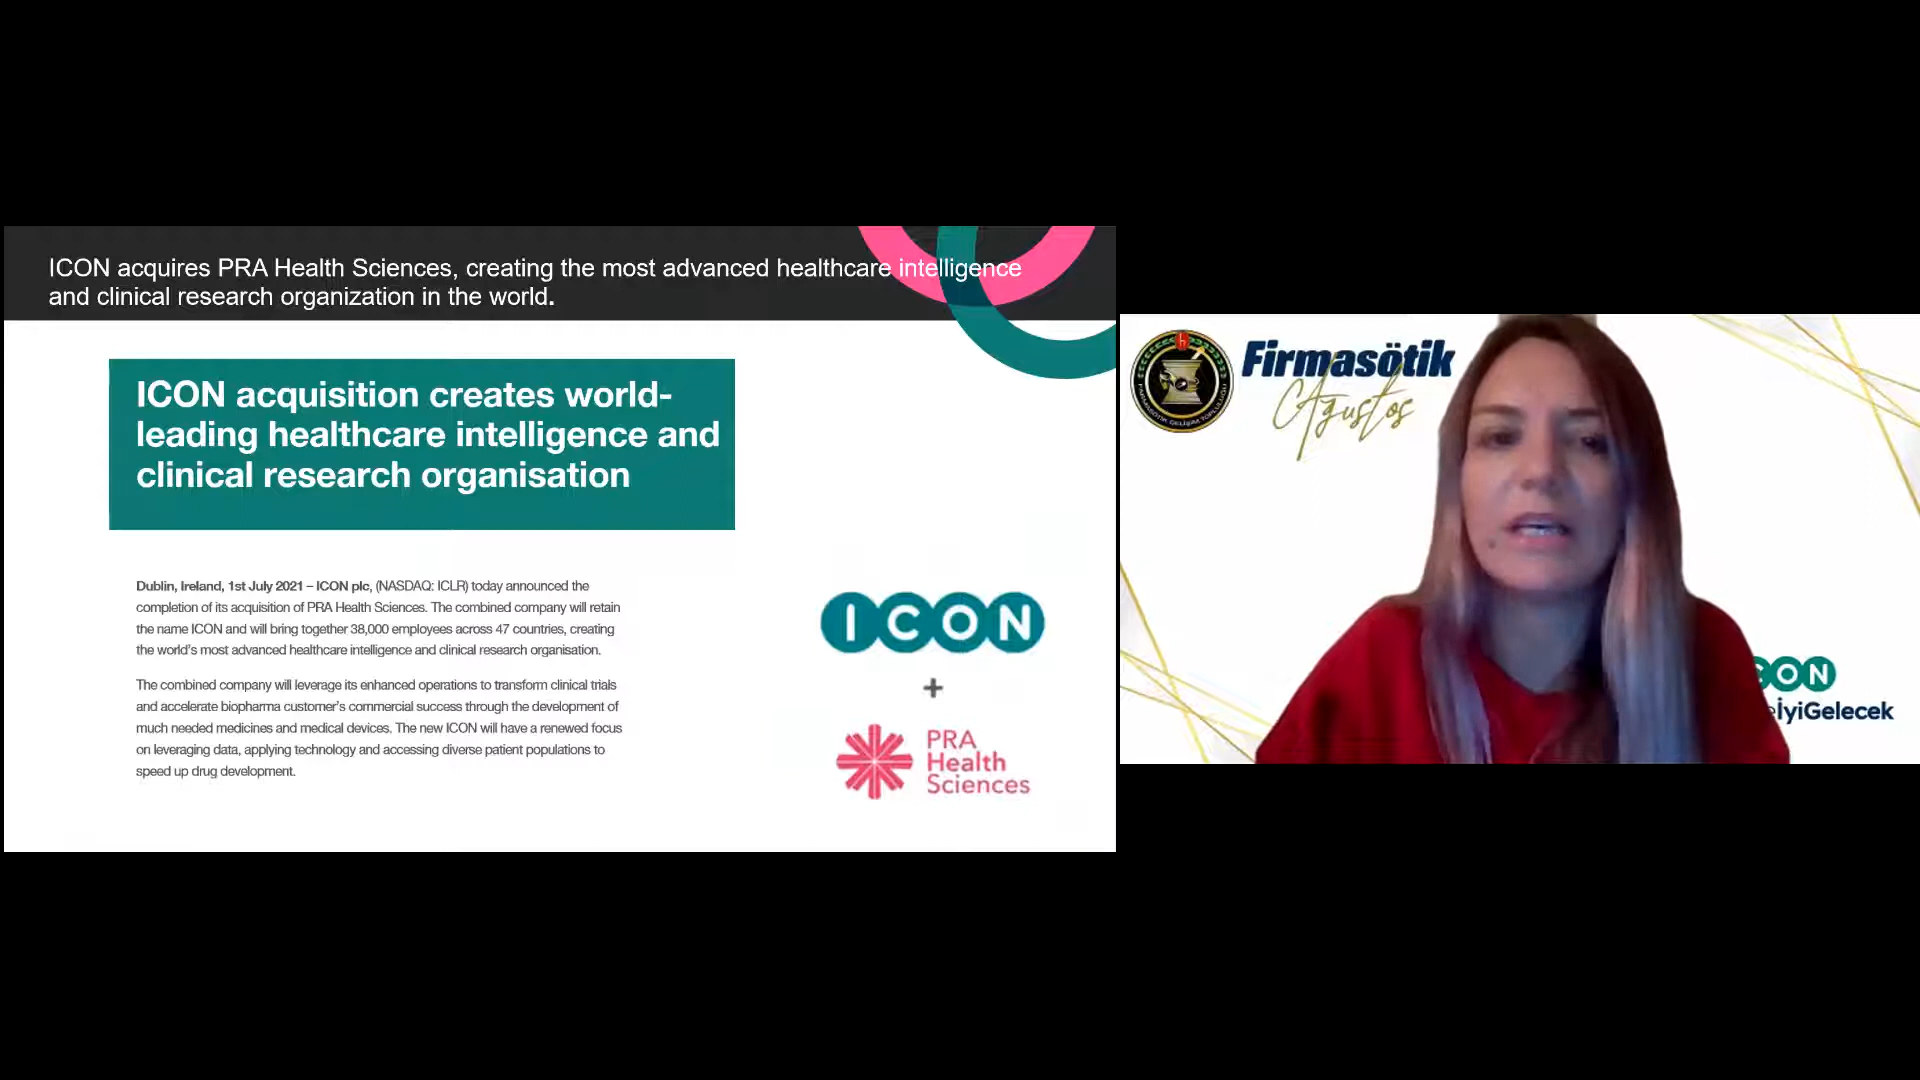 ICON acquires PRA Health Sciences, creating the most advanced healthcare intelligence
and clinical research organization in the world.
ICON acquisition creates world-
leading healthcare intelligence and
clinical research organisation
Dublin, Ireland, 1st July 2021 – ICON plc, (NASDAQ: ICLR) today announced the
completion of its acquisition of PRA Health Sciences. The combined company will retain
the name ICON and will bring together 38,000 employees across 47 countries, creating
the world's most advanced healthcare intelligence and clinical research organisation.
The combined company will leverage its enhanced operations to transform clinical trials
and accelerate biopharma customer's commercial success through the development of
much needed medicines and medical devices. The new ICON will have a renewed focus
on leveraging data, applying technology and accessing diverse patient populations to
speed up drug development.
ICON
+
PRA
Health
Sciences
FARMASÖTİK GELİŞİM TOPLULUĞU
Firmasötik
Ağustos
CON
eİyiGelecek